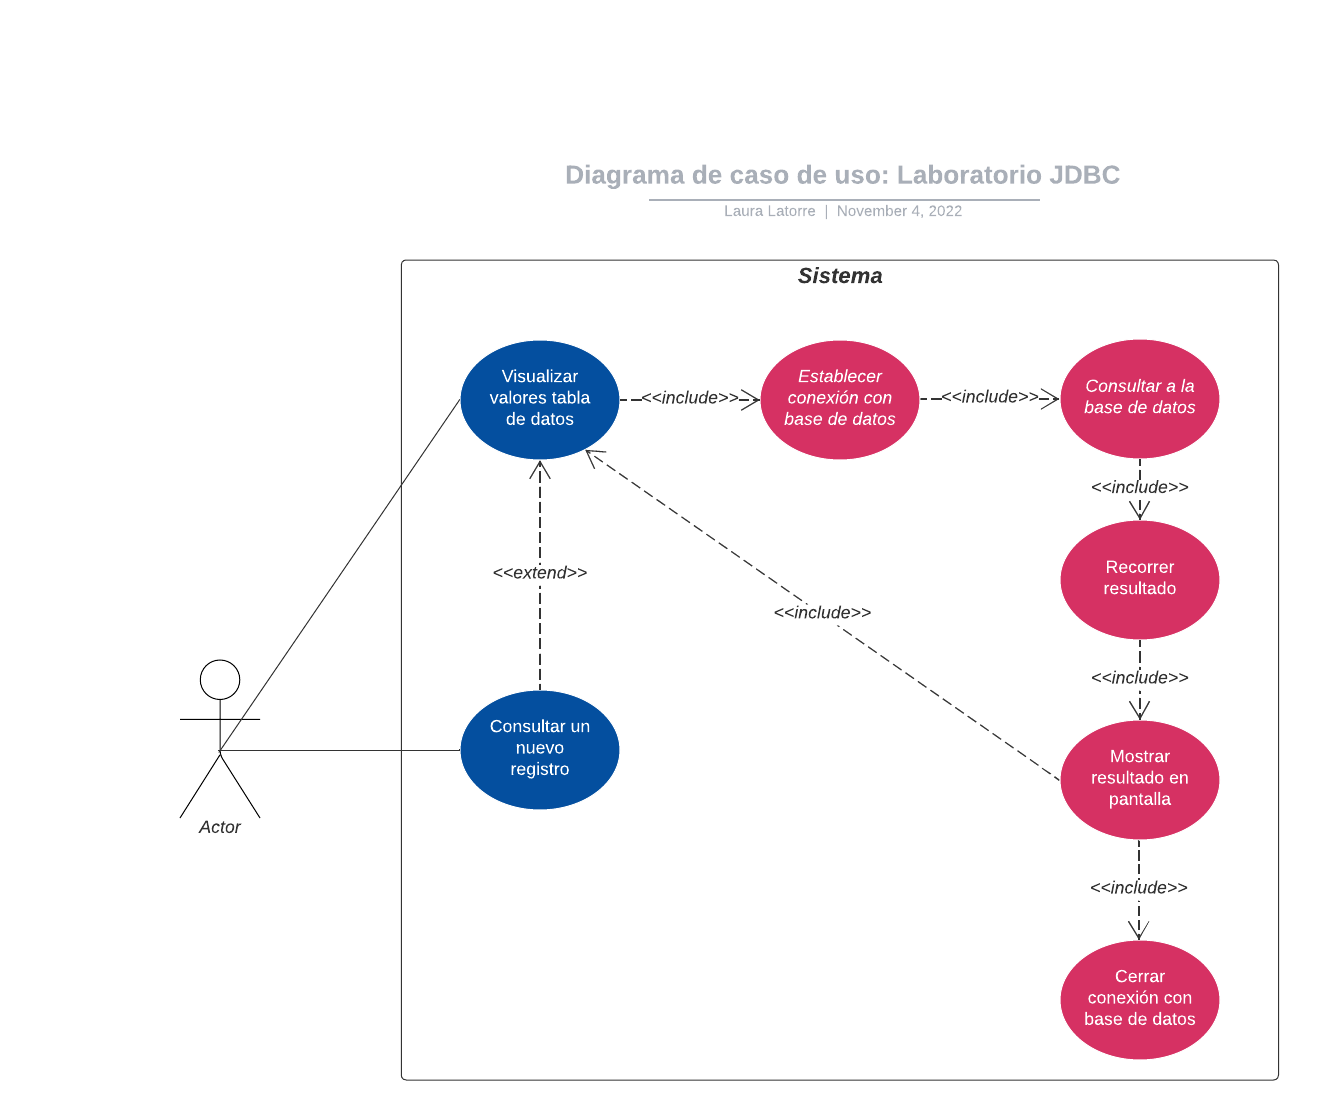 Diagrama de caso de uso: Laboratorio JDBC
Laura Latorre | November 4, 2022
Sistema
Visualizar
valores tabla
de datos
<<include>>
Establecer
conexión con
base de datos
<<include>>
Consultar a la
base de datos
<<include>>
Recorrer
resultado
<<extend>>
<<include>>
<<include>>
Consultar un
nuevo
registro
Mostrar
resultado en
pantalla
Actor
<<include>>
Cerrar
conexión con
base de datos